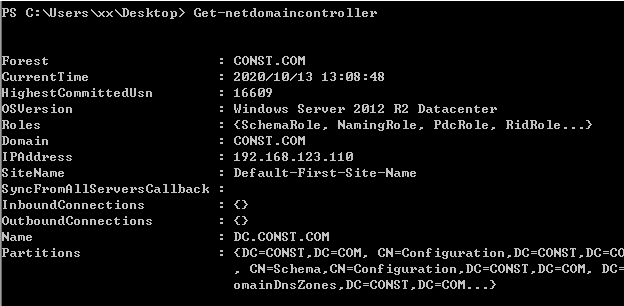 PS C:\Users\xx\Desktop> Get-netdomaincontroller
Forest : CONST.COM
CurrentTime : 2020/10/13 13:08:48
HighestCommittedUsn : 16609
OSVersion : Windows Server 2012 R2 Datacenter
Roles : {SchemaRole, NamingRole, PdcRole, RidRole...}
Domain : CONST.COM
IPAddress : 192.168.123.110
SiteName : Default-First-Site-Name
SyncFromAllServersCallback :
InboundConnections : {}
OutboundConnections : {}
Name : DC.CONST.COM
Partitions : {DC=CONST,DC=COM, CN=Configuration,DC=CONST,DC=CO
, CN=Schema,CN=Configuration,DC=CONST,DC=COM, DC=
omainDnsZones,DC=CONST,DC=COM...}